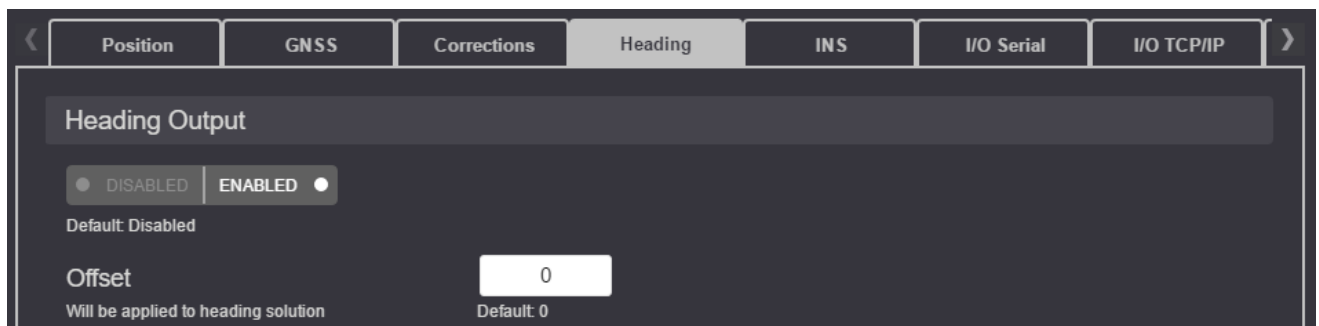 Position GNSS Corrections Heading INS I/O Serial I/O TCP/IP
Heading Output
DISABLED ENABLED
Default: Disabled
Offset 0
Will be applied to heading solution Default: 0